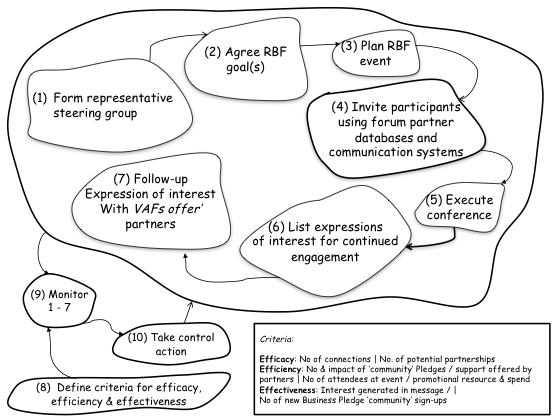 (1) Form representative
steering group
(2) Agree RBF
goal(s)
(3) Plan RBF
event
(4) Invite participants
using forum partner
databases and
communication systems
(5) Execute
conference
(6) List expressions
of interest for continued
engagement
(7) Follow-up
Expression of interest
With VAFs offer'
partners
(8) Define criteria for efficacy,
efficiency & effectiveness
(9) Monitor
1 - 7
(10) Take control
action
Criteria:
Efficacy: No of connections | No. of potential partnerships
Efficiency: No & impact of 'community' Pledges / support offered by
partners | No of attendees at event / promotional resource & spend
Effectiveness: Interest generated in message / |
No of new Business Pledge 'community' sign-ups